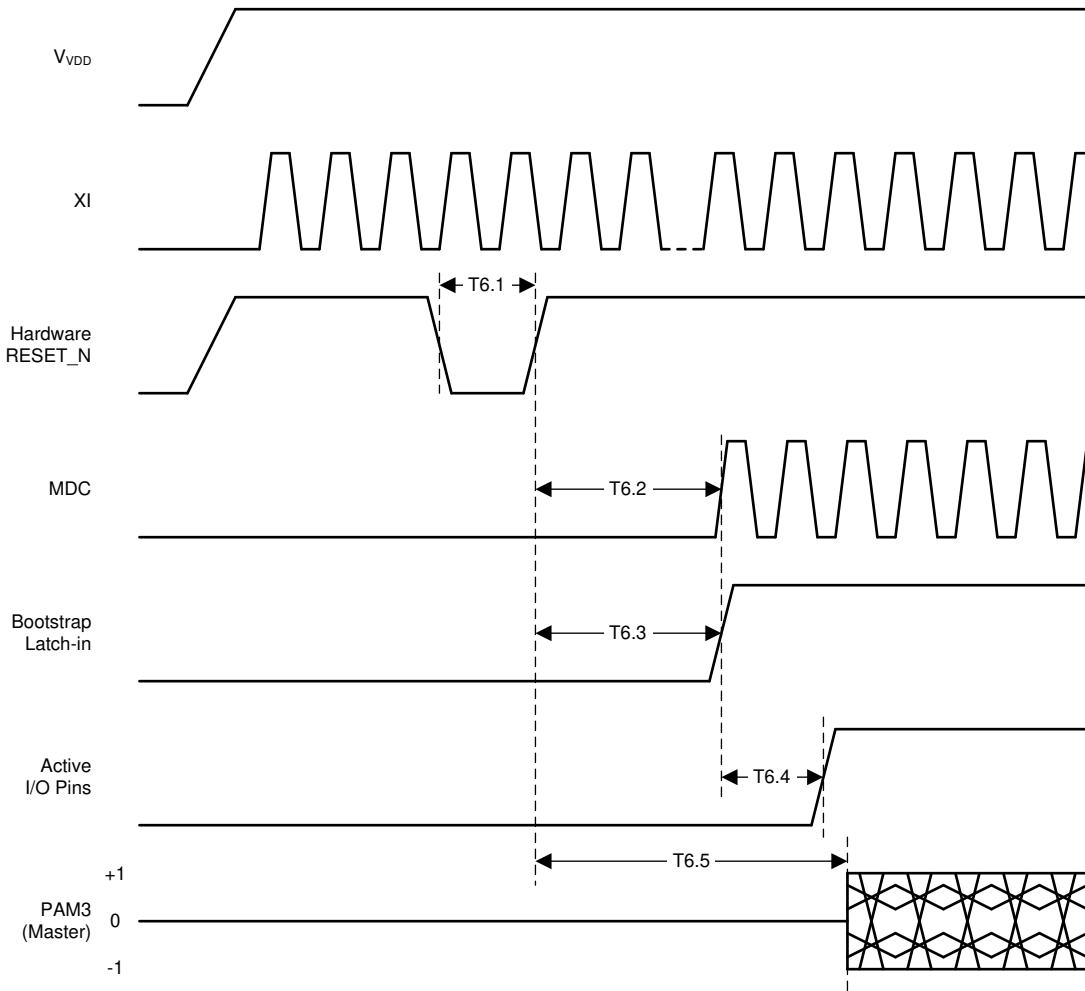 VVDD
XI
T6.1
Hardware
RESET_N
MDC
T6.2
Bootstrap
Latch-in
T6.3
Active
I/O Pins
T6.4
T6.5
+1
PAM3
(Master)
0
-1